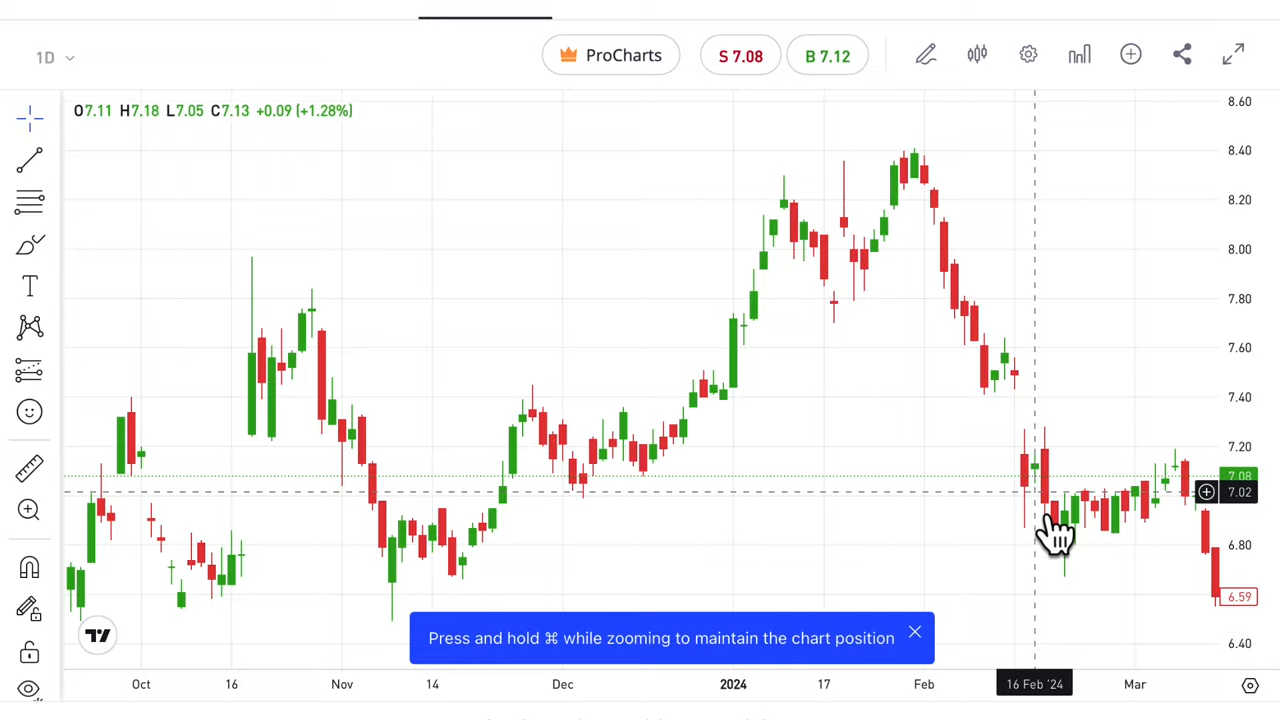 1D
ProCharts
S 7.08
B 7.12
O7.11 H7.18 L7.05 C7.13 +0.09 (+1.28%)
8.60
8.40
8.20
8.00
7.80
7.60
7.40
7.20
7.08
7.02
6.80
6.59
6.40
T
Press and hold ⌘ while zooming to maintain the chart position
Oct
16
Nov
14
Dec
2024
17
Feb
16 Feb '24
Mar